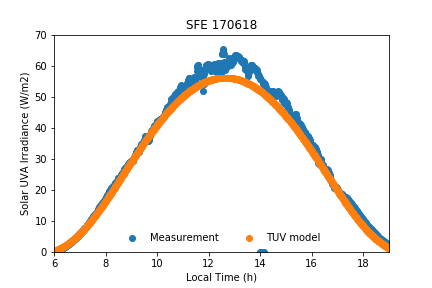 SFE 170618
Solar UVA Irradiance (W/m2)
70
60
50
40
30
20
10
0
Measurement TUV model
6 8 10 12 14 16 18
Local Time (h)